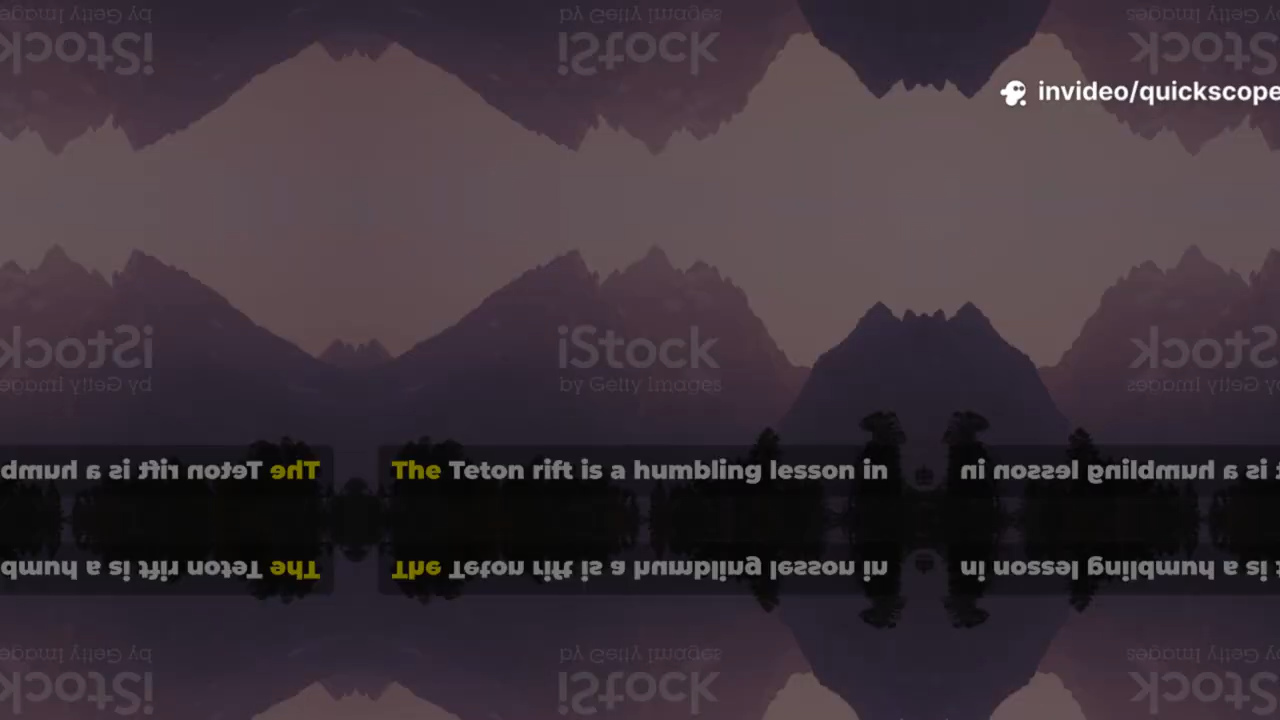 invideo/quickscope
iStock
by Getty Images
The Teton rift is a humbling lesson in